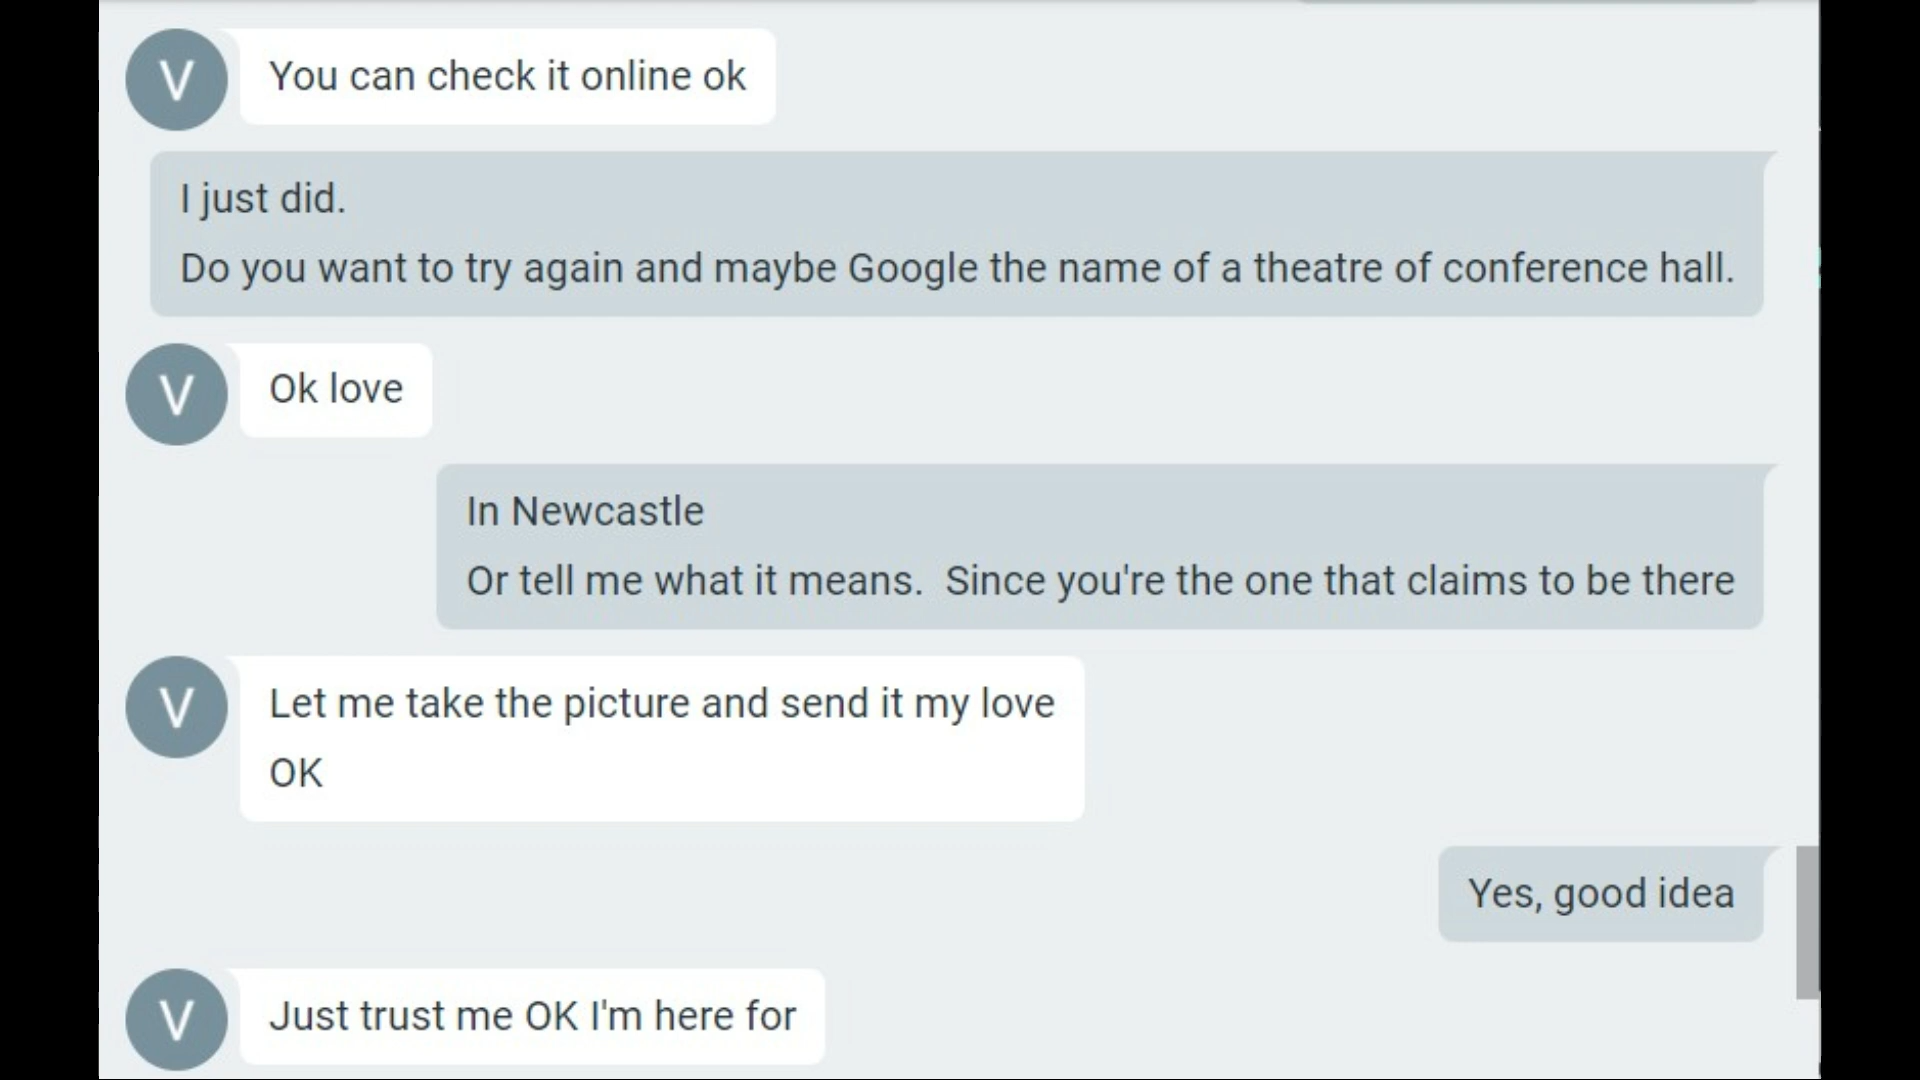 V
You can check it online ok
I just did.
Do you want to try again and maybe Google the name of a theatre of conference hall.
V
Ok love
In Newcastle
Or tell me what it means.  Since you're the one that claims to be there
V
Let me take the picture and send it my love
OK
Yes, good idea
V
Just trust me OK I'm here for